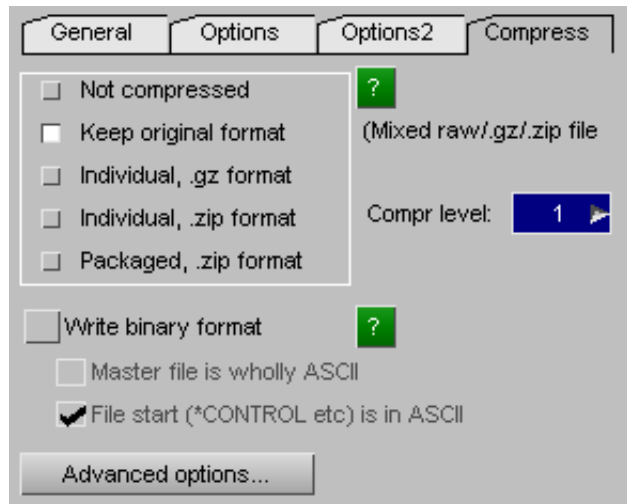 General Options Options2 Compress
Not compressed ?
Keep original format (Mixed raw/.gz/.zip file
Individual, .gz format
Individual, .zip format Compr level: 1
Packaged, .zip format
Write binary format ?
Master file is wholly ASCII
File start (*CONTROL etc) is in ASCII
Advanced options...